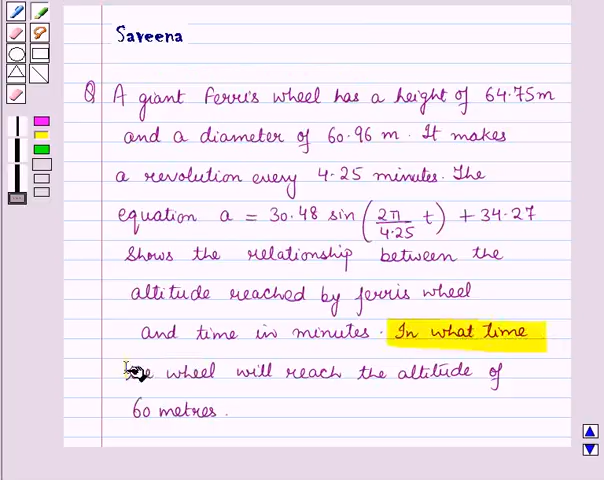 Saveena
Q A giant Ferris wheel has a height of 64.75m
and a diameter of 60.96 m. It makes
a revolution every 4.25 minutes. The
equation a = 30.48 sin (2π/4.25 t) + 34.27
Shows the relationship between the
altitude reached by ferris wheel
and time in minutes. In what time
wheel will reach the altitude of
60 metres.